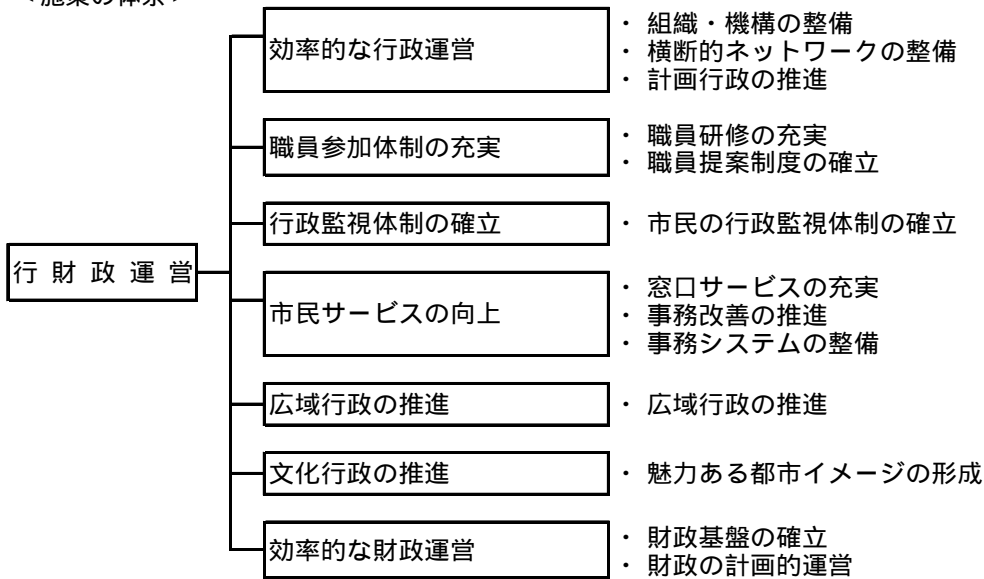 <施策の体系>
効率的な行政運営
・ 組織・機構の整備
・ 横断的ネットワークの整備
・ 計画行政の推進
職員参加体制の充実
・ 職員研修の充実
・ 職員提案制度の確立
行政監視体制の確立
・ 市民の行政監視体制の確立
行 財 政 運 営
市民サービスの向上
・ 窓口サービスの充実
・ 事務改善の推進
・ 事務システムの整備
広域行政の推進
・ 広域行政の推進
文化行政の推進
・ 魅力ある都市イメージの形成
効率的な財政運営
・ 財政基盤の確立
・ 財政の計画的運営